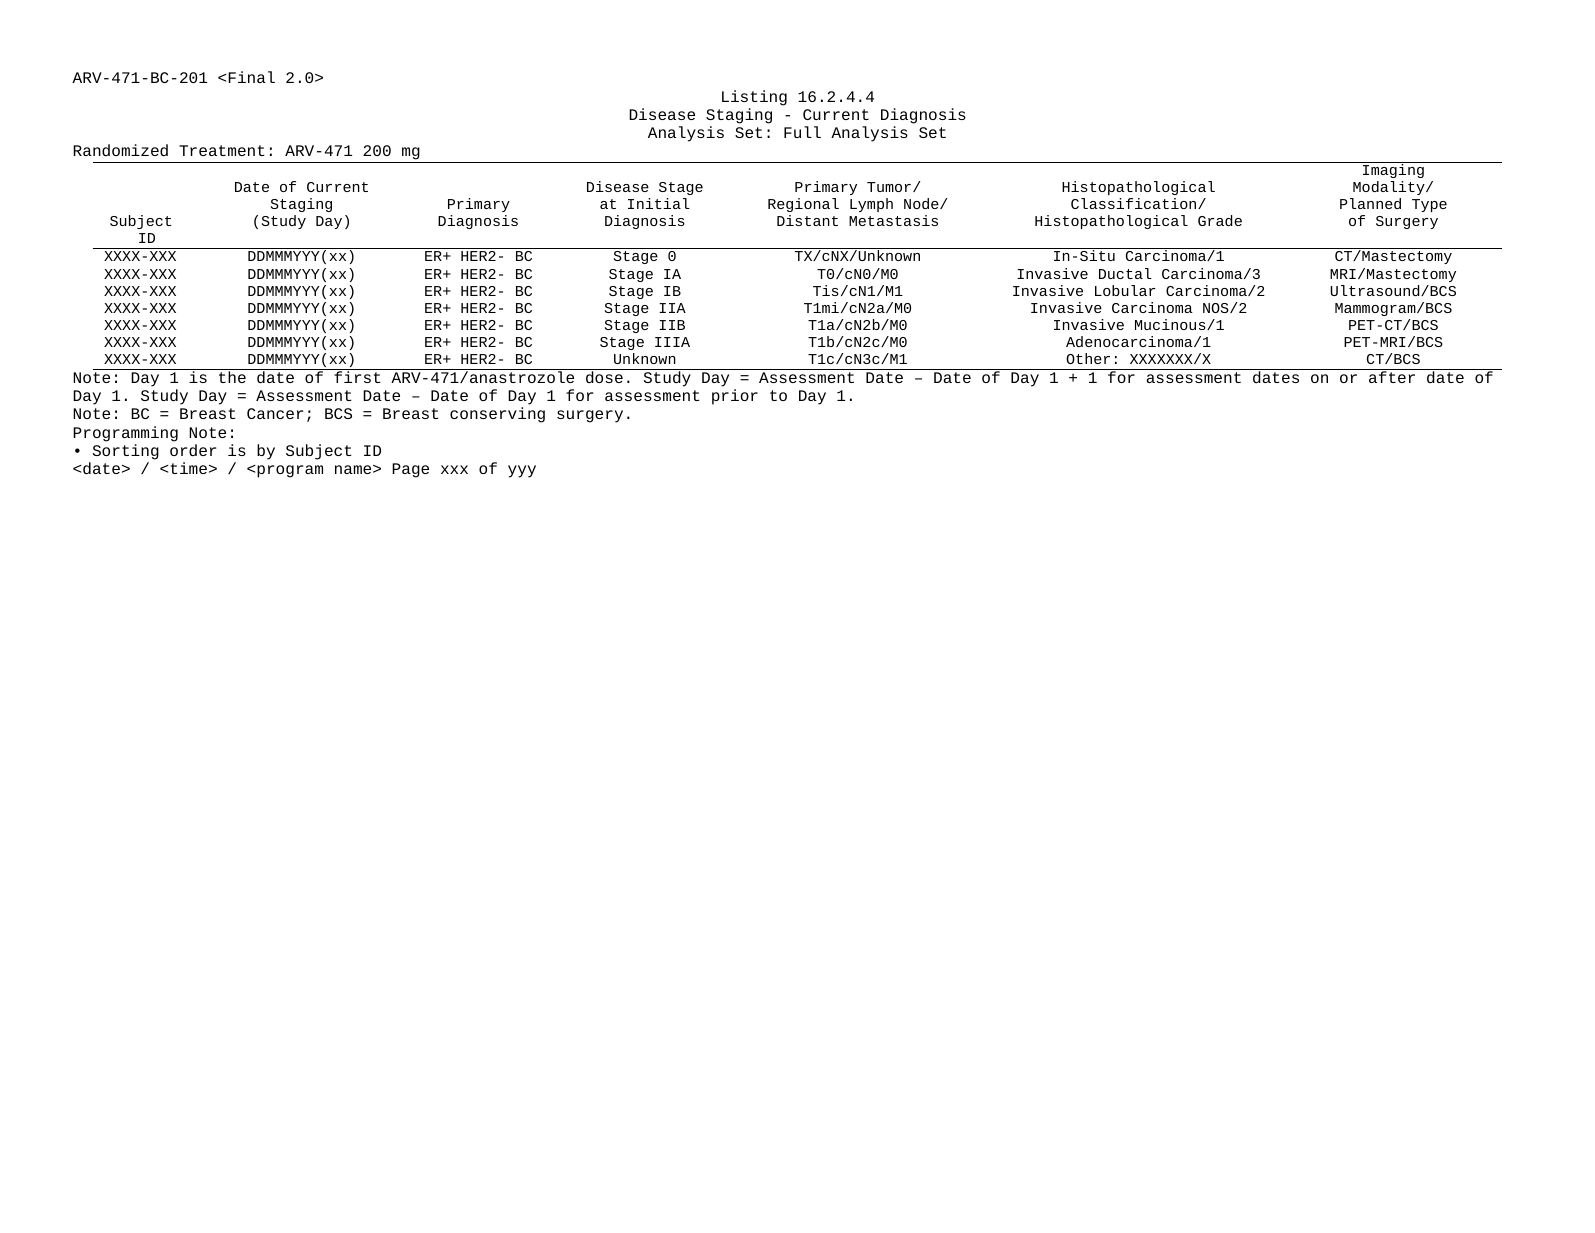 ARV-471-BC-201 <Final 2.0>
Listing 16.2.4.4
Disease Staging - Current Diagnosis
Analysis Set: Full Analysis Set
Randomized Treatment: ARV-471 200 mg
Subject
ID
Date of Current
Staging
(Study Day)
Primary
Diagnosis
Disease Stage
at Initial
Diagnosis
Primary Tumor/
Regional Lymph Node/
Distant Metastasis
Histopathological
Classification/
Histopathological Grade
Imaging
Modality/
Planned Type
of Surgery
XXXX-XXX DDMMMYYY(xx) ER+ HER2- BC Stage 0 TX/cNX/Unknown In-Situ Carcinoma/1 CT/Mastectomy
XXXX-XXX DDMMMYYY(xx) ER+ HER2- BC Stage IA T0/cN0/M0 Invasive Ductal Carcinoma/3 MRI/Mastectomy
XXXX-XXX DDMMMYYY(xx) ER+ HER2- BC Stage IB Tis/cN1/M1 Invasive Lobular Carcinoma/2 Ultrasound/BCS
XXXX-XXX DDMMMYYY(xx) ER+ HER2- BC Stage IIA T1mi/cN2a/M0 Invasive Carcinoma NOS/2 Mammogram/BCS
XXXX-XXX DDMMMYYY(xx) ER+ HER2- BC Stage IIB T1a/cN2b/M0 Invasive Mucinous/1 PET-CT/BCS
XXXX-XXX DDMMMYYY(xx) ER+ HER2- BC Stage IIIA T1b/cN2c/M0 Adenocarcinoma/1 PET-MRI/BCS
XXXX-XXX DDMMMYYY(xx) ER+ HER2- BC Unknown T1c/cN3c/M1 Other: XXXXXXX/X CT/BCS
Note: Day 1 is the date of first ARV-471/anastrozole dose. Study Day = Assessment Date – Date of Day 1 + 1 for assessment dates on or after date of
Day 1. Study Day = Assessment Date – Date of Day 1 for assessment prior to Day 1.
Note: BC = Breast Cancer; BCS = Breast conserving surgery.
Programming Note:
• Sorting order is by Subject ID
<date> / <time> / <program name> Page xxx of yyy